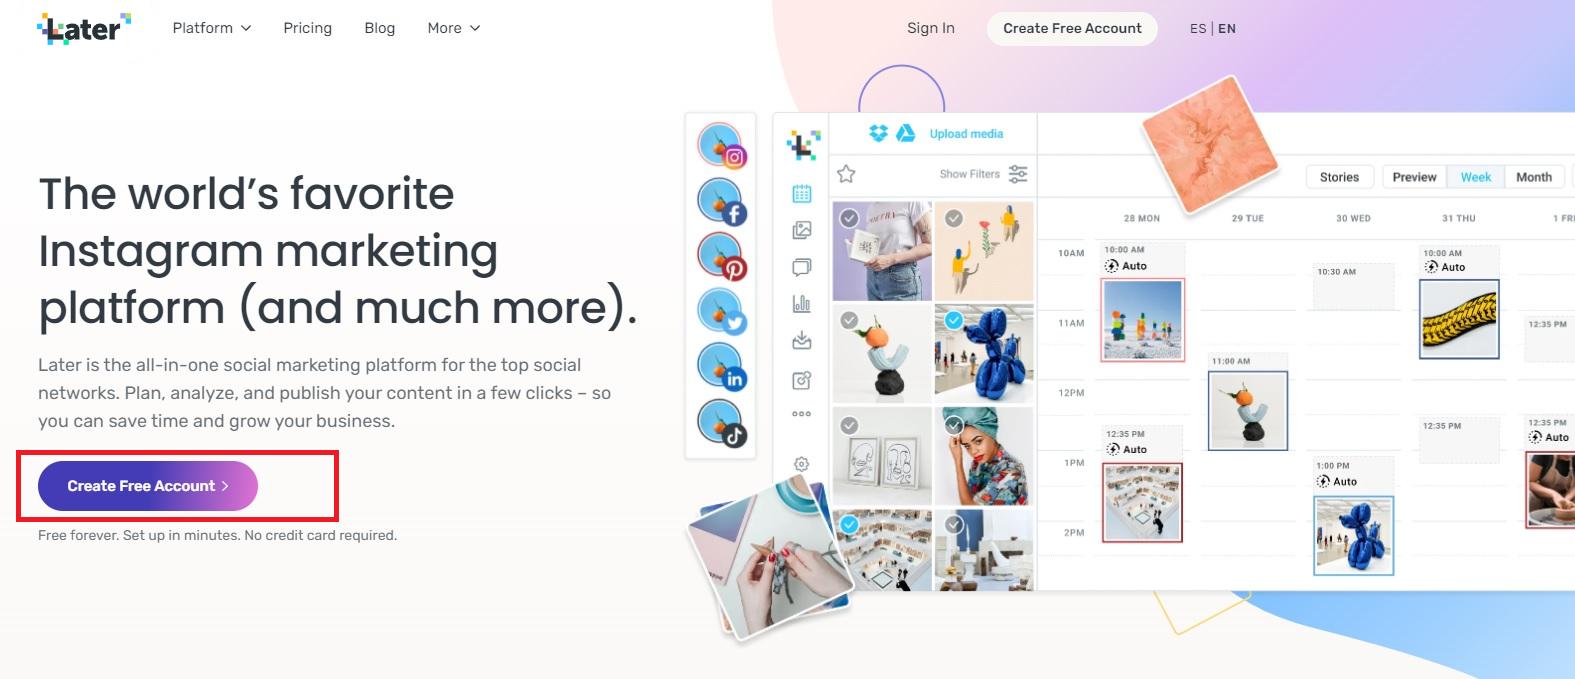 Later
Platform
Pricing
Blog
More
Sign In
Create Free Account
ES | EN
The world's favorite
Instagram marketing
platform (and much more).
Later is the all-in-one social marketing platform for the top social
networks. Plan, analyze, and publish your content in a few clicks – so
you can save time and grow your business.
Create Free Account >
Free forever. Set up in minutes. No credit card required.
Upload media
Show Filters
Stories
Preview
Week
Month
28 MON
29 TUE
30 WED
31 THU
1 FRI
10AM
11AM
12PM
1PM
2PM
10:00 AM
Auto
12:35 PM
Auto
11:00 AM
10:30 AM
1:00 PM
Auto
10:00 AM
Auto
12:35 PM
12:35 PM
12:35 PM
Auto